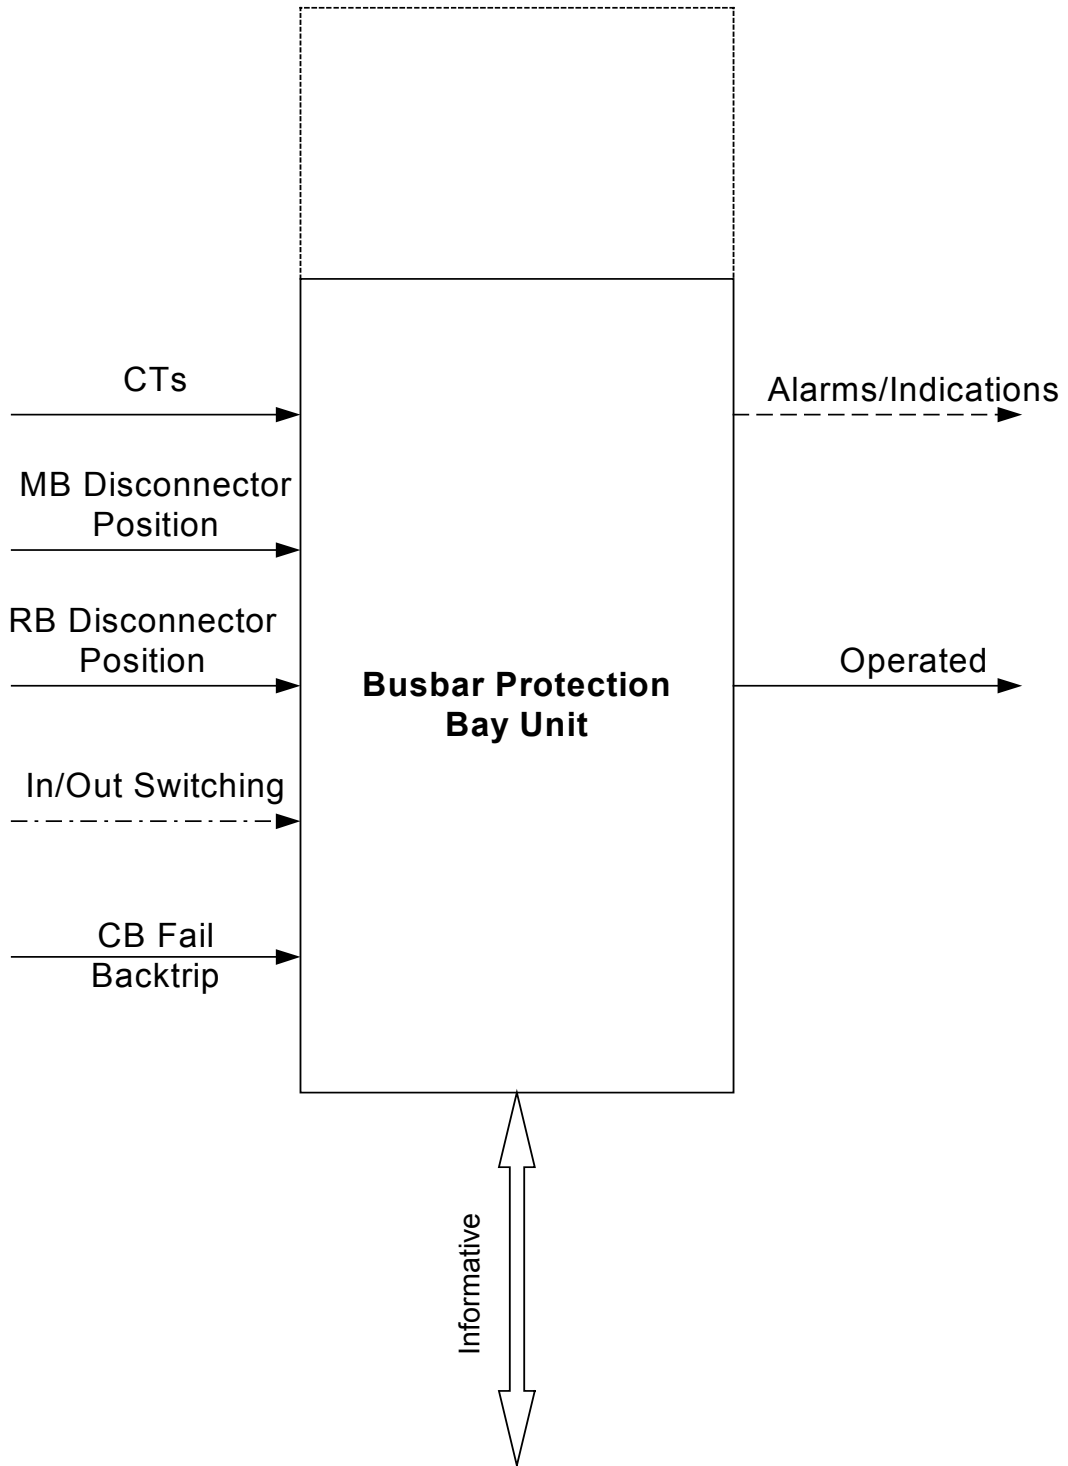 CTs
Alarms/Indications
MB Disconnector
Position
RB Disconnector
Position
Operated
Busbar Protection
Bay Unit
In/Out Switching
CB Fail
Backtrip
Informative